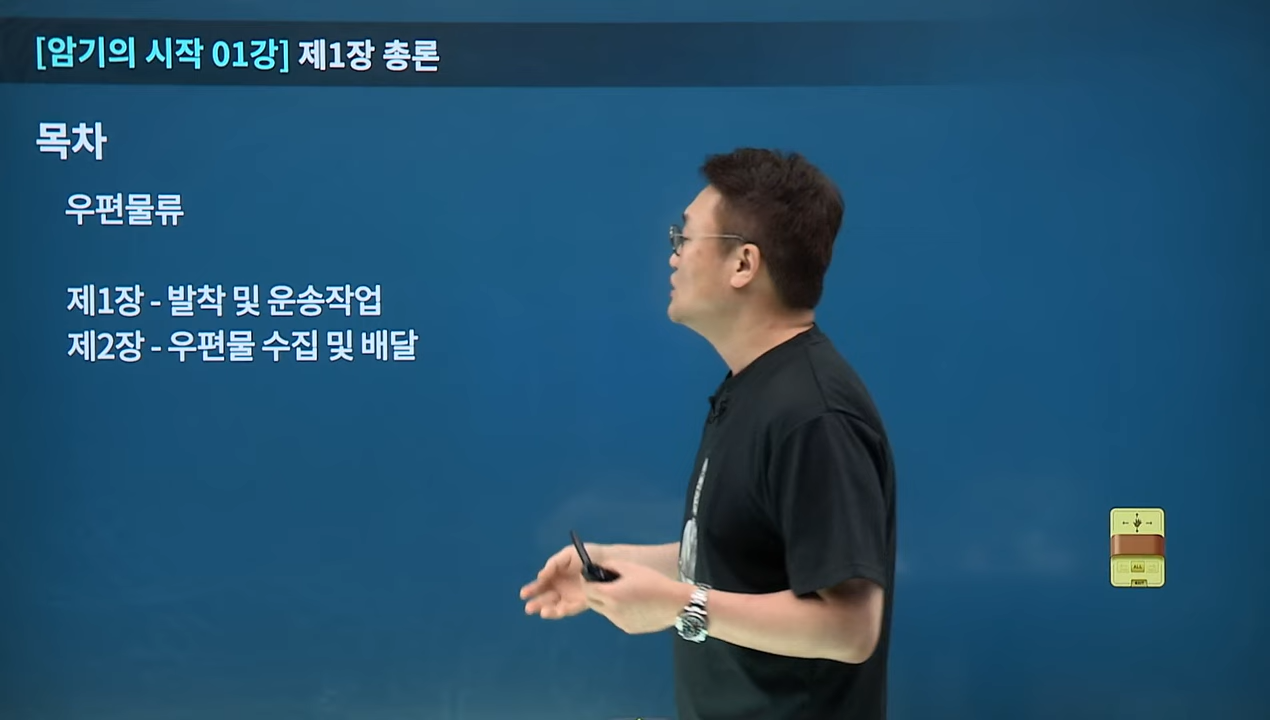 [암기의 시작 01강] 제1장 총론
목차
우편물류
제1장 - 발착 및 운송작업
제2장 - 우편물 수집 및 배달
ALL